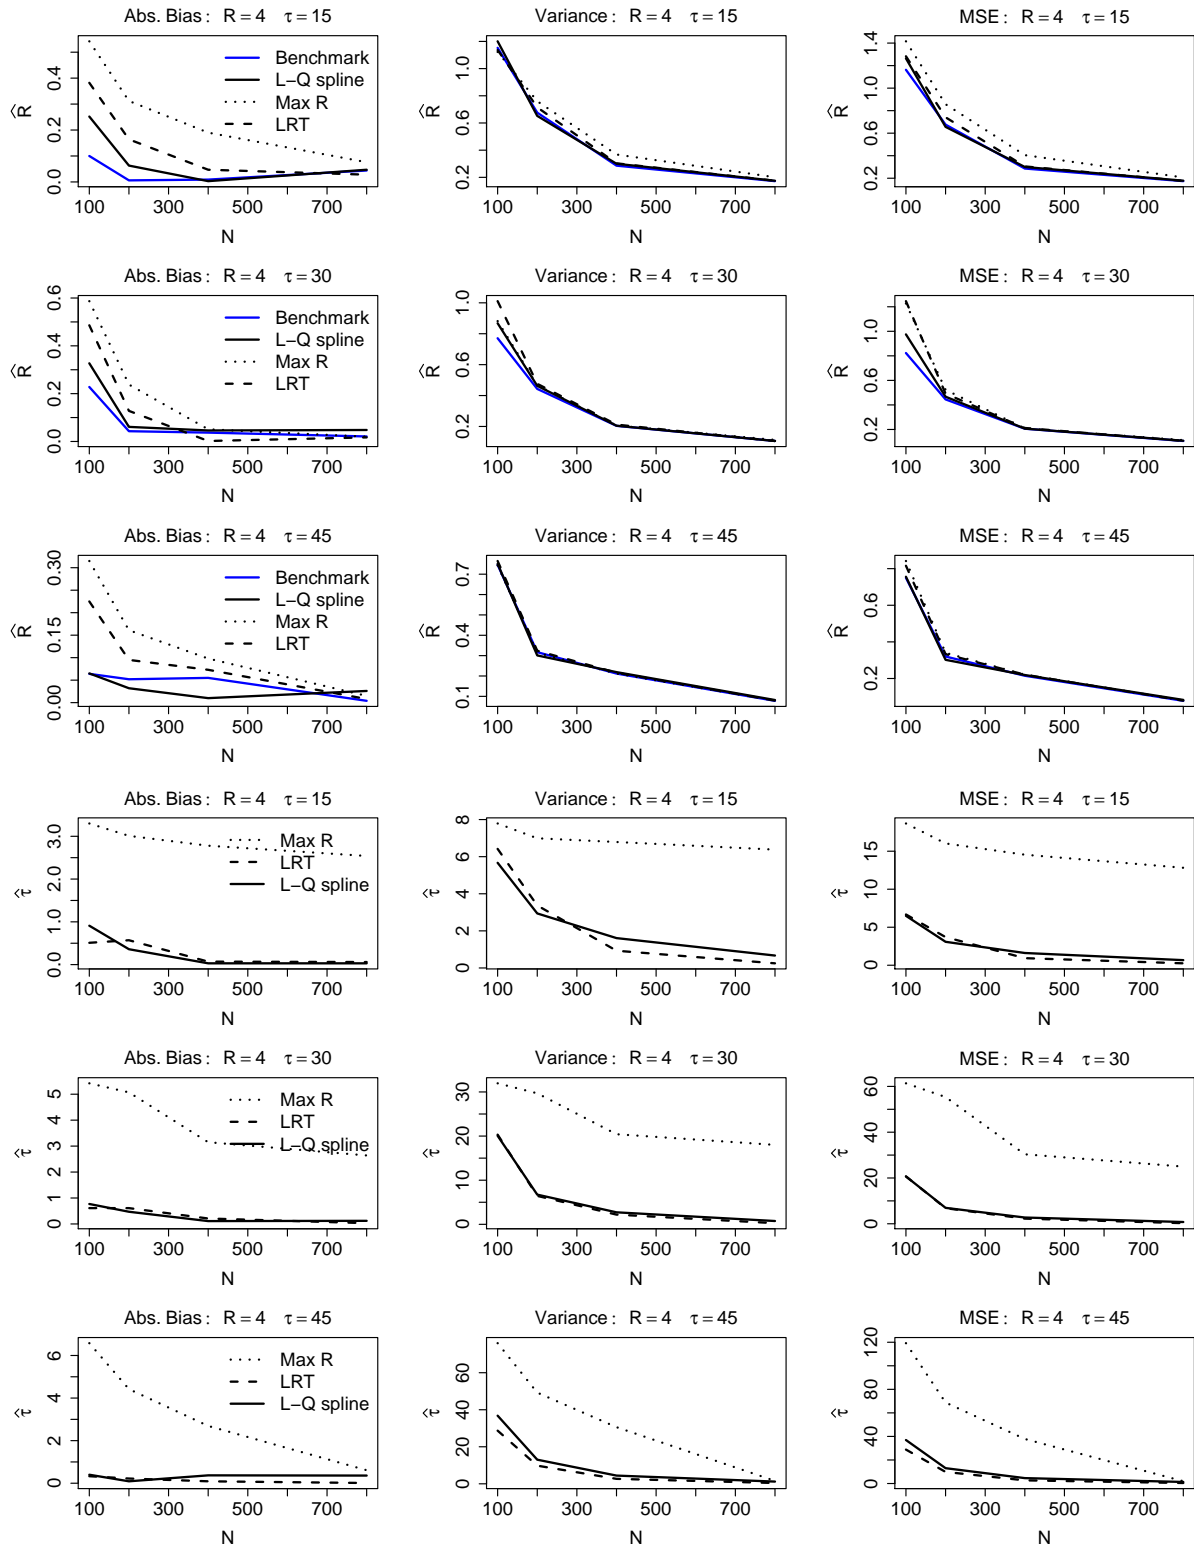 Abs. Bias : R = 4 τ = 15
R̂
0.0 0.2 0.4
Benchmark
L−Q spline
Max R
LRT
100 300 500 700
N
Variance : R = 4 τ = 15
R̂
0.2 0.6 1.0
100 300 500 700
N
MSE : R = 4 τ = 15
R̂
0.2 0.6 1.0 1.4
100 300 500 700
N
Abs. Bias : R = 4 τ = 30
R̂
0.0 0.2 0.4 0.6
Benchmark
L−Q spline
Max R
LRT
100 300 500 700
N
Variance : R = 4 τ = 30
R̂
0.2 0.6 1.0
100 300 500 700
N
MSE : R = 4 τ = 30
R̂
0.2 0.6 1.0
100 300 500 700
N
Abs. Bias : R = 4 τ = 45
R̂
0.00 0.15 0.30
Benchmark
L−Q spline
Max R
LRT
100 300 500 700
N
Variance : R = 4 τ = 45
R̂
0.1 0.4 0.7
100 300 500 700
N
MSE : R = 4 τ = 45
R̂
0.2 0.6
100 300 500 700
N
Abs. Bias : R = 4 τ = 15
τ̂
0.0 1.0 2.0 3.0
Max R
LRT
L−Q spline
100 300 500 700
N
Variance : R = 4 τ = 15
τ̂
0 2 4 6 8
100 300 500 700
N
MSE : R = 4 τ = 15
τ̂
0 5 10 15
100 300 500 700
N
Abs. Bias : R = 4 τ = 30
τ̂
0 1 2 3 4 5
Max R
LRT
L−Q spline
100 300 500 700
N
Variance : R = 4 τ = 30
τ̂
0 10 20 30
100 300 500 700
N
MSE : R = 4 τ = 30
τ̂
0 20 40 60
100 300 500 700
N
Abs. Bias : R = 4 τ = 45
τ̂
0 2 4 6
Max R
LRT
L−Q spline
100 300 500 700
N
Variance : R = 4 τ = 45
τ̂
0 20 40 60
100 300 500 700
N
MSE : R = 4 τ = 45
τ̂
0 40 80 120
100 300 500 700
N